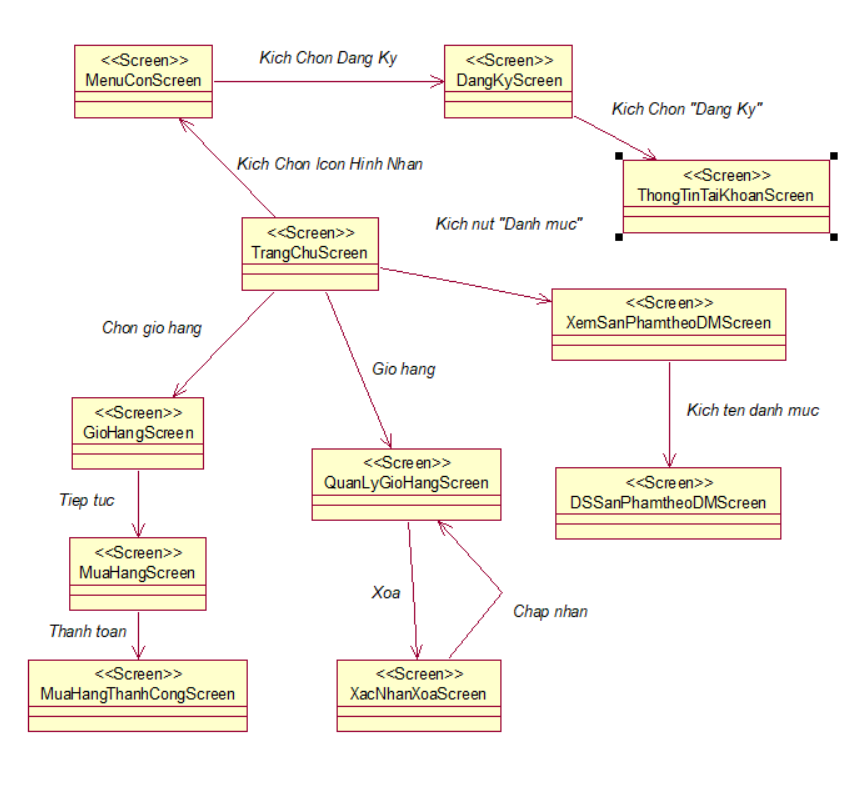 Kich Chon Dang Ky
<<Screen>>
MenuConScreen
<<Screen>>
DangKyScreen
Kich Chon "Dang Ky"
Kich Chon Icon Hinh Nhan
<<Screen>>
ThongTinTaiKhoanScreen
<<Screen>>
TrangChuScreen
Kich nut "Danh muc"
<<Screen>>
XemSanPhamtheoDMScreen
Chon gio hang
Gio hang
<<Screen>>
GioHangScreen
Kich ten danh muc
<<Screen>>
QuanLyGioHangScreen
<<Screen>>
DSSanPhamtheoDMScreen
Tiep tuc
<<Screen>>
MuaHangScreen
Xoa
Chap nhan
Thanh toan
<<Screen>>
MuaHangThanhCongScreen
<<Screen>>
XacNhanXoaScreen